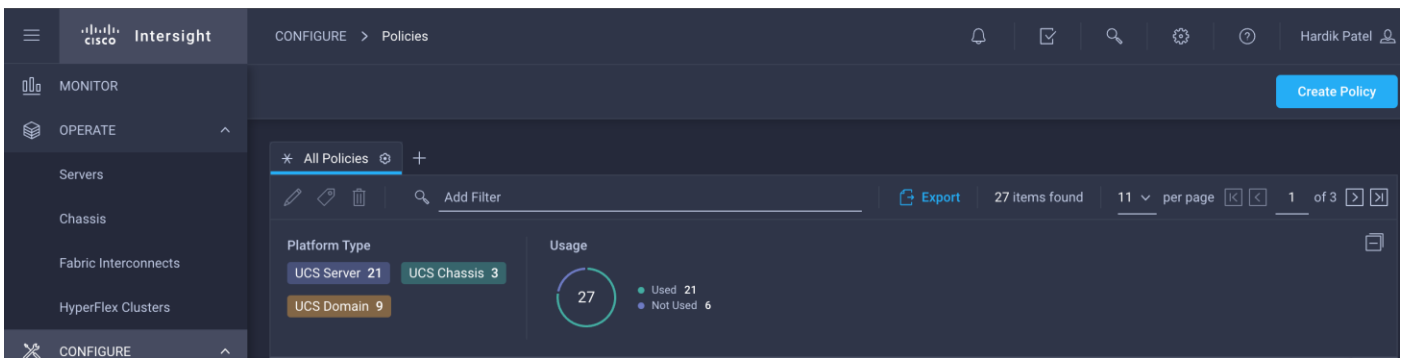 CISCO Intersight CONFIGURE > Policies Hardik Patel
MONITOR
Create Policy
OPERATE
All Policies
Servers
Add Filter Export 27 items found 11 per page 1 of 3
Chassis
Platform Type Usage
Fabric Interconnects
UCS Server 21 UCS Chassis 3
27 Used 21
Not Used 6
HyperFlex Clusters
UCS Domain 9
CONFIGURE